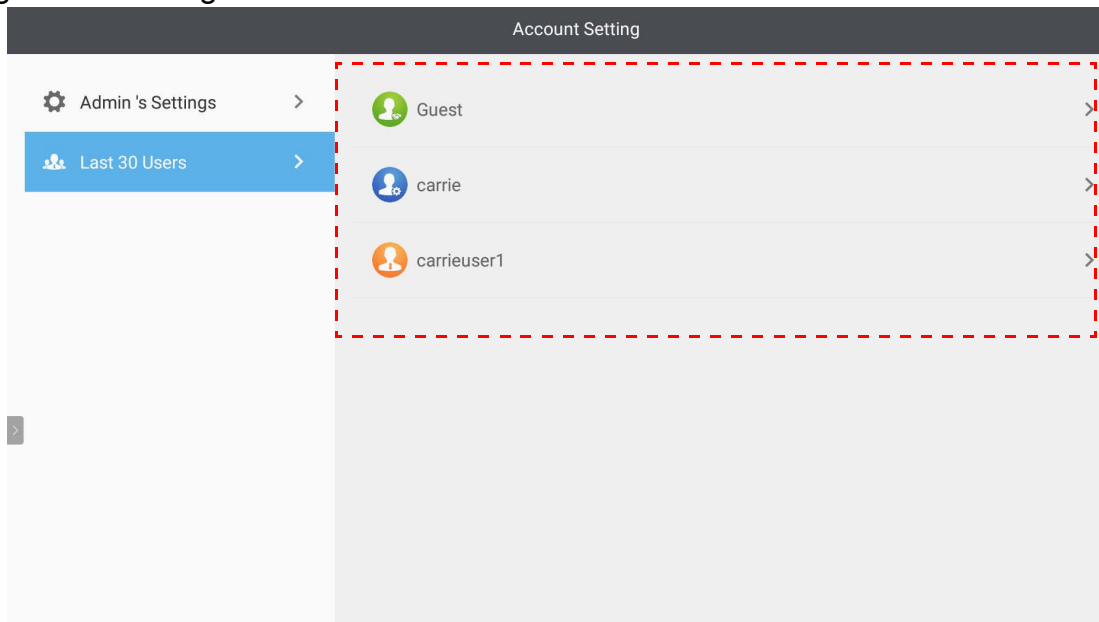 Account Setting
Admin 's Settings
Last 30 Users
Guest
carrie
carrieuser1